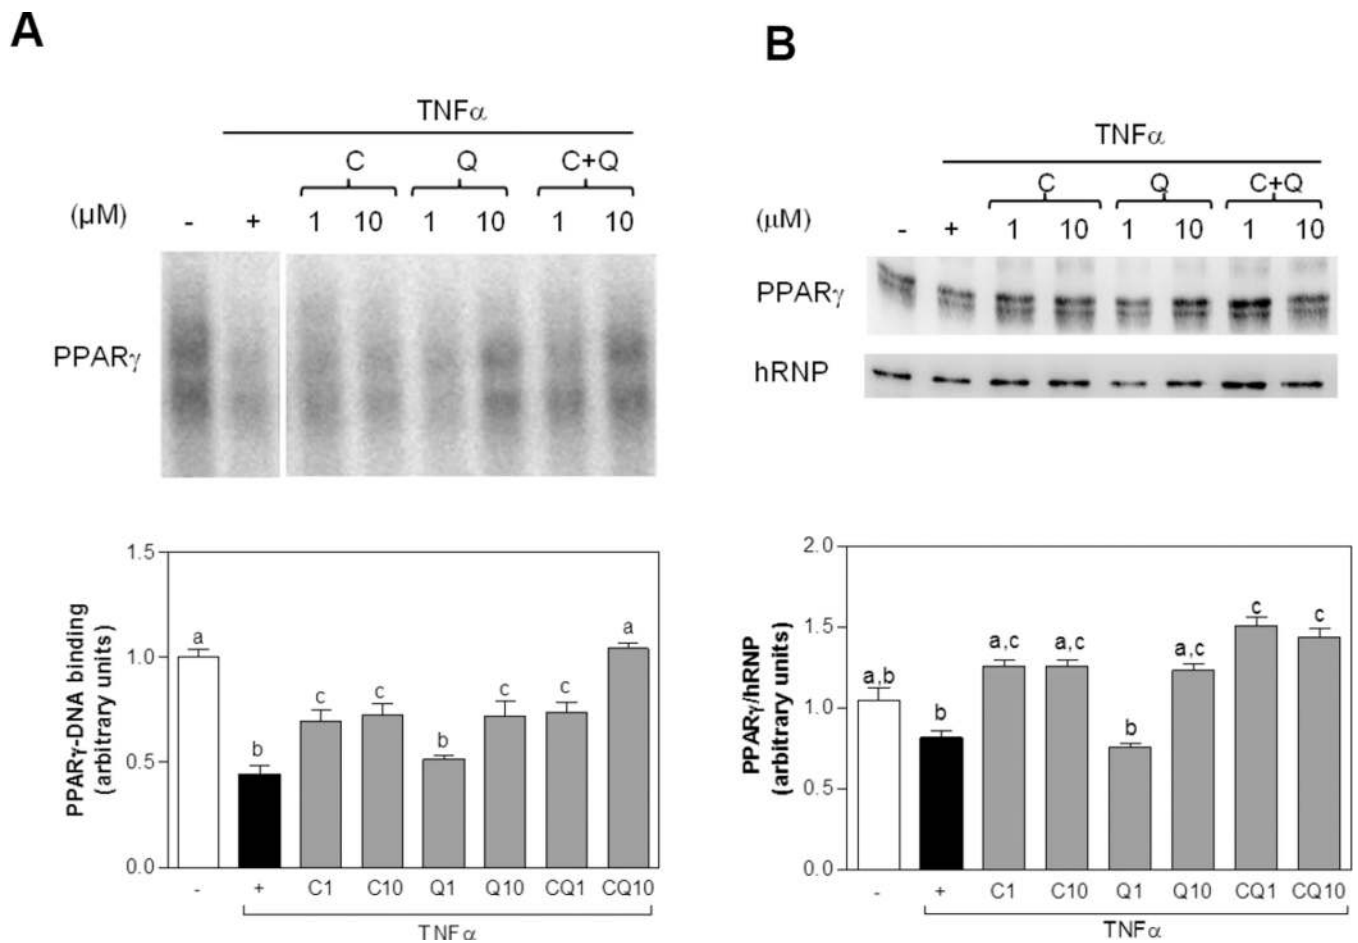 A
TNFα
C Q C+Q
(μM) - + 1 10 1 10 1 10
PPARγ
PPARγ-DNA binding
(arbitrary units)
1.5
1.0
0.5
0.0
a
b
c
c
b
c
c
a
- + C1 C10 Q1 Q10 CQ1 CQ10
TNFα
B
TNFα
C Q C+Q
(μM) - + 1 10 1 10 1 10
PPARγ
hRNP
PPARγ/hRNP
(arbitrary units)
2.0
1.5
1.0
0.5
0.0
a,b
b
a,c
a,c
b
a,c
c
c
- + C1 C10 Q1 Q10 CQ1 CQ10
TNFα